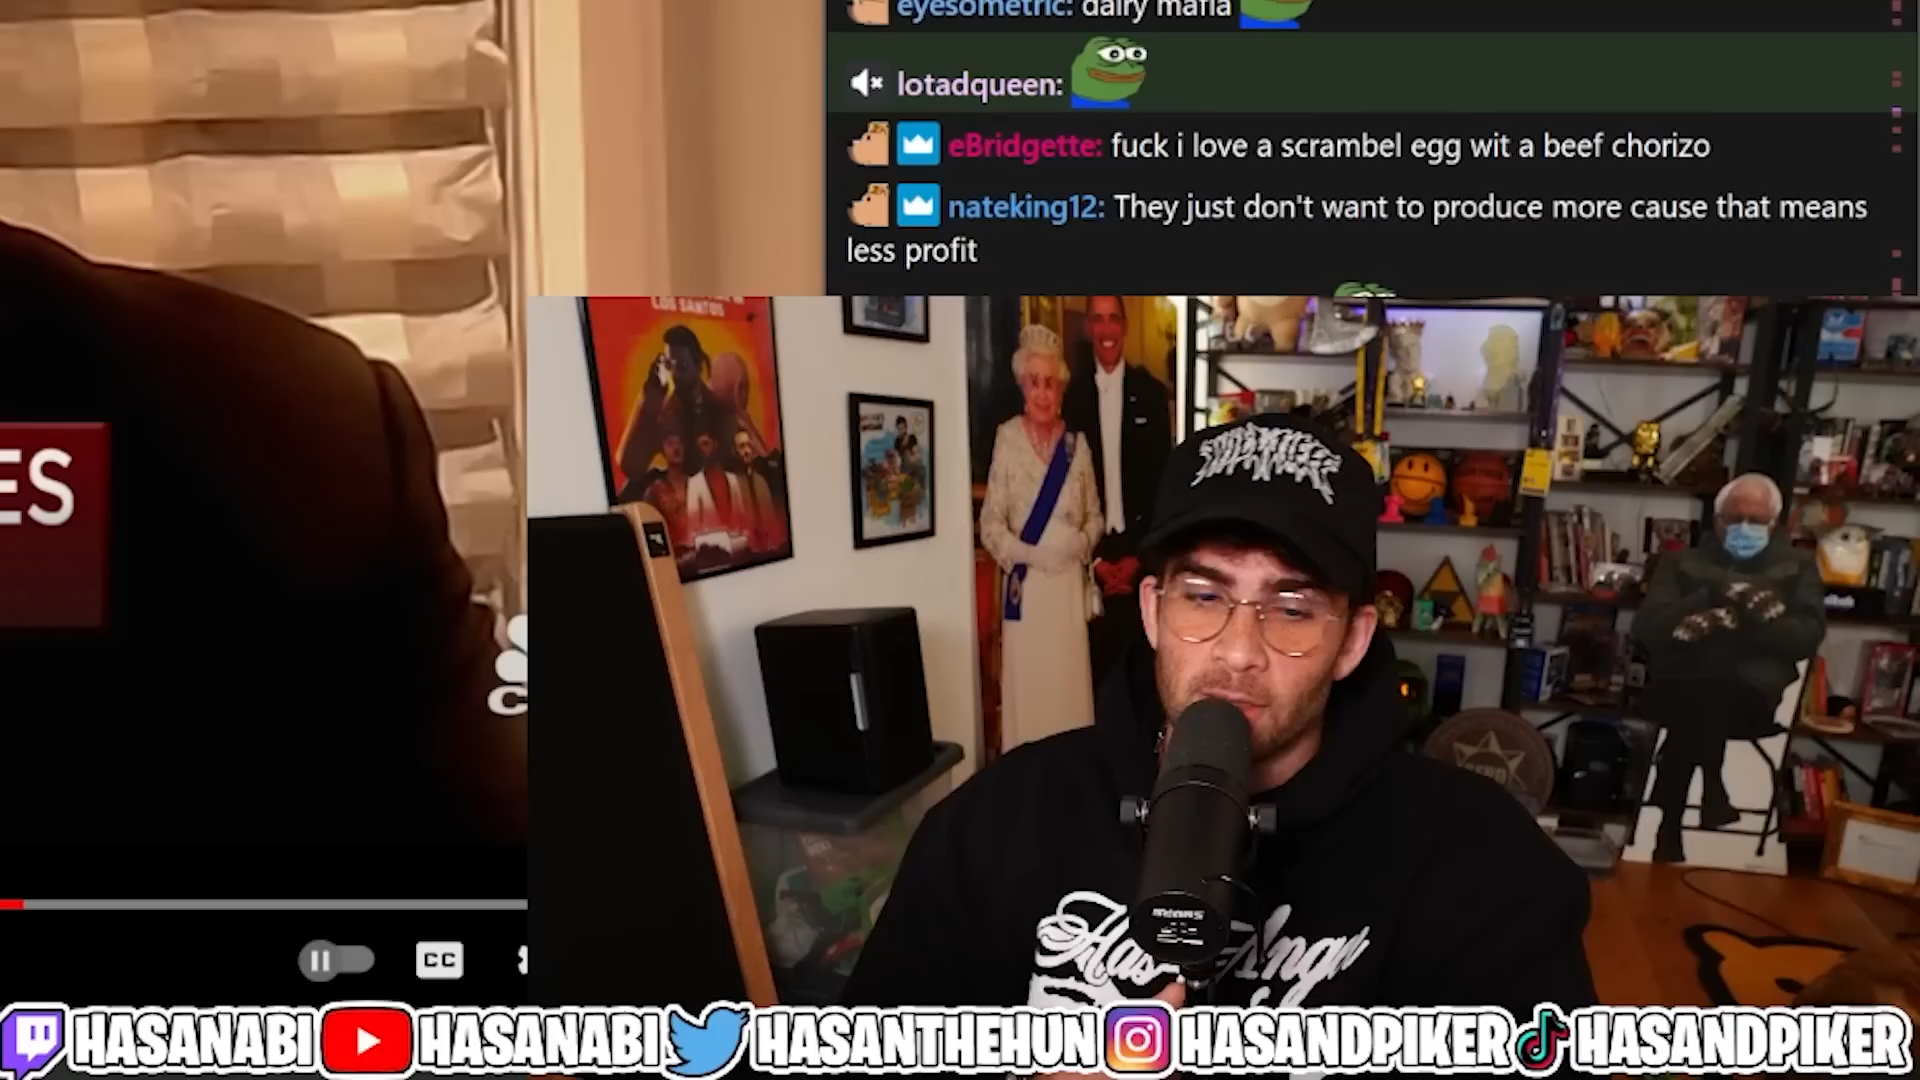 eyesometric: dairy mafia
lotadqueen:
eBridgette: fuck i love a scrambel egg wit a beef chorizo
nateking12: They just don't want to produce more cause that means
less profit
LOS SANTOS
ES
C
CC
HASANABI HASANABI HASANTHEHUN HASANDPIKER HASANDPIKER